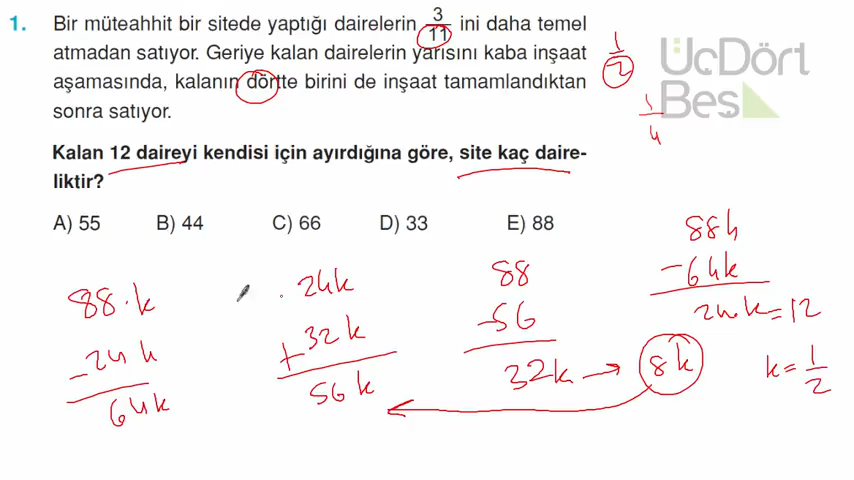 1. Bir müteahhit bir sitede yaptığı dairelerin 3/11 ini daha temel
atmadan satıyor. Geriye kalan dairelerin yarısını kaba inşaat
aşamasında, kalanın dörtte birini de inşaat tamamlandıktan
sonra satıyor.
1/2
ÜçDört
Beş
1/4
Kalan 12 daireyi kendisi için ayırdığına göre, site kaç daire-
liktir?
A) 55 B) 44 C) 66 D) 33 E) 88
88.k
-24k
64k
24k
+32k
56k
88
-56
32k → 8k
88k
-64k
24.k=12
k=1/2